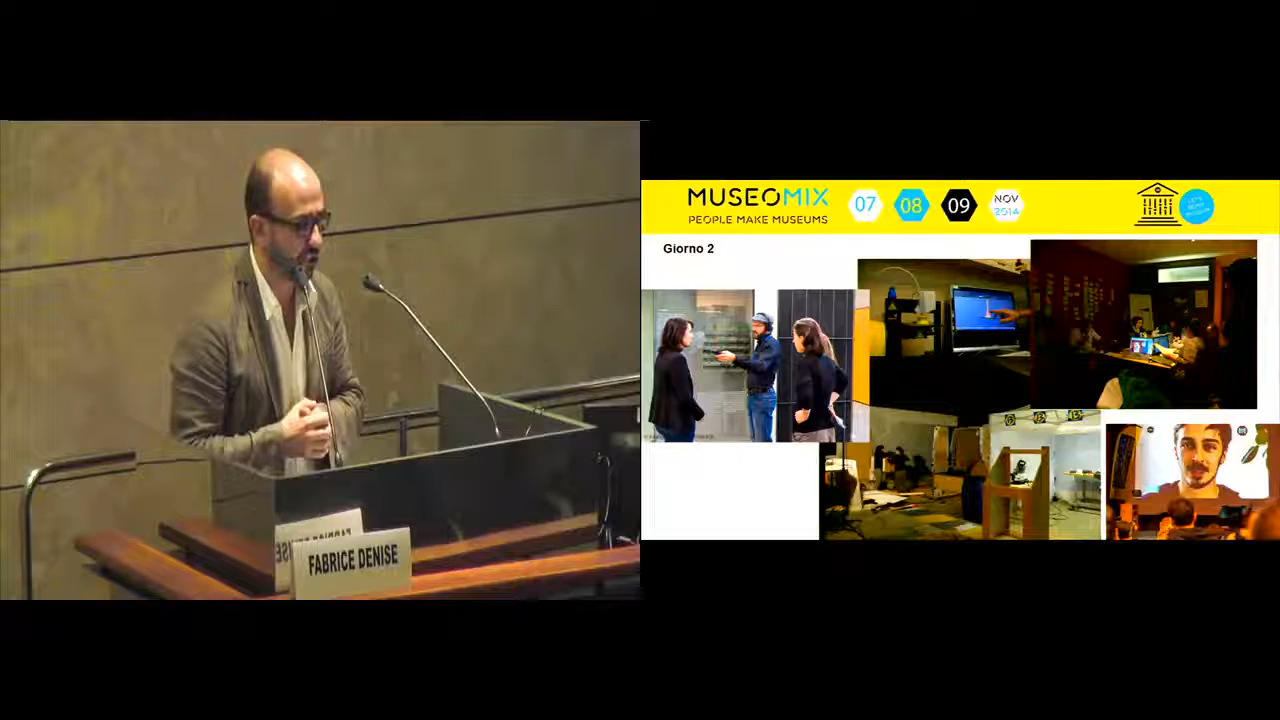 FABRICE DENISE
MUSEOMIX
PEOPLE MAKE MUSEUMS
07
08
09
NOV
2014
Giorno 2